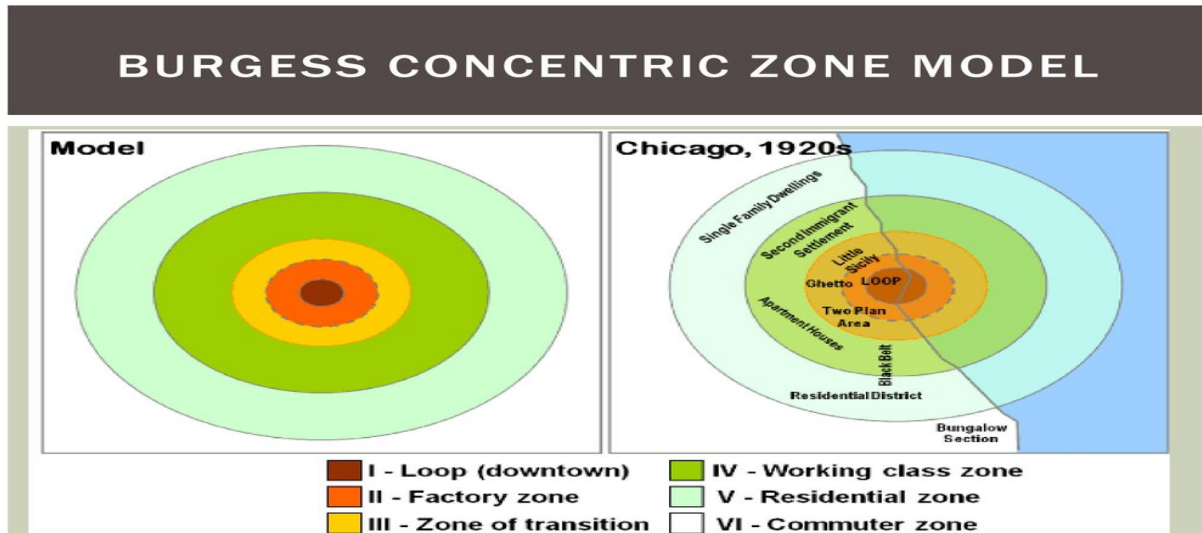 BURGESS CONCENTRIC ZONE MODEL
Model
Chicago, 1920s
Single Family Dwellings
Second Immigrant
Settlement
Little
Sicily
Ghetto
LOOP
Two Plan
Area
Apartment Houses
Black Belt
Residential District
Bungalow
Section
I - Loop (downtown)
II - Factory zone
III - Zone of transition
IV - Working class zone
V - Residential zone
VI - Commuter zone